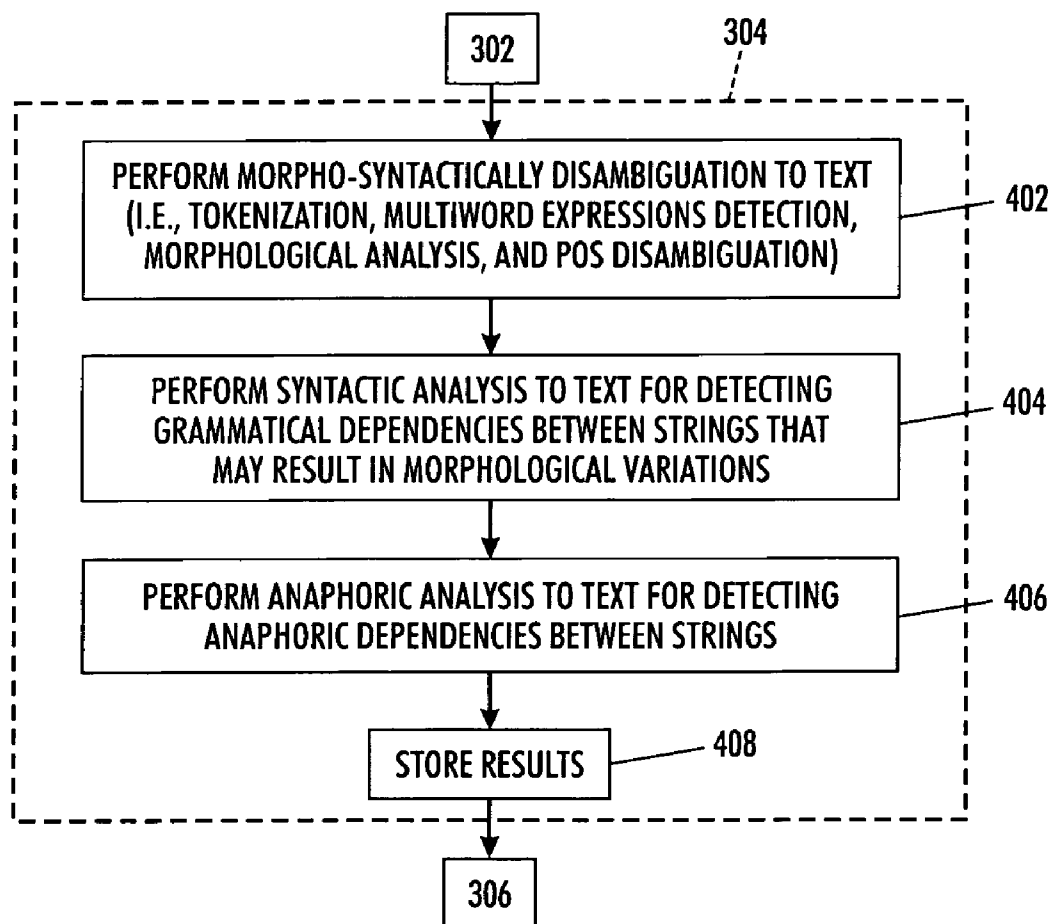 304
302
PERFORM MORPHO-SYNTACTICALLY DISAMBIGUATION TO TEXT
(I.E., TOKENIZATION, MULTIWORD EXPRESSIONS DETECTION,
MORPHOLOGICAL ANALYSIS, AND POS DISAMBIGUATION)
402
PERFORM SYNTACTIC ANALYSIS TO TEXT FOR DETECTING
GRAMMATICAL DEPENDENCIES BETWEEN STRINGS THAT
MAY RESULT IN MORPHOLOGICAL VARIATIONS
404
PERFORM ANAPHORIC ANALYSIS TO TEXT FOR DETECTING
ANAPHORIC DEPENDENCIES BETWEEN STRINGS
406
STORE RESULTS
408
306